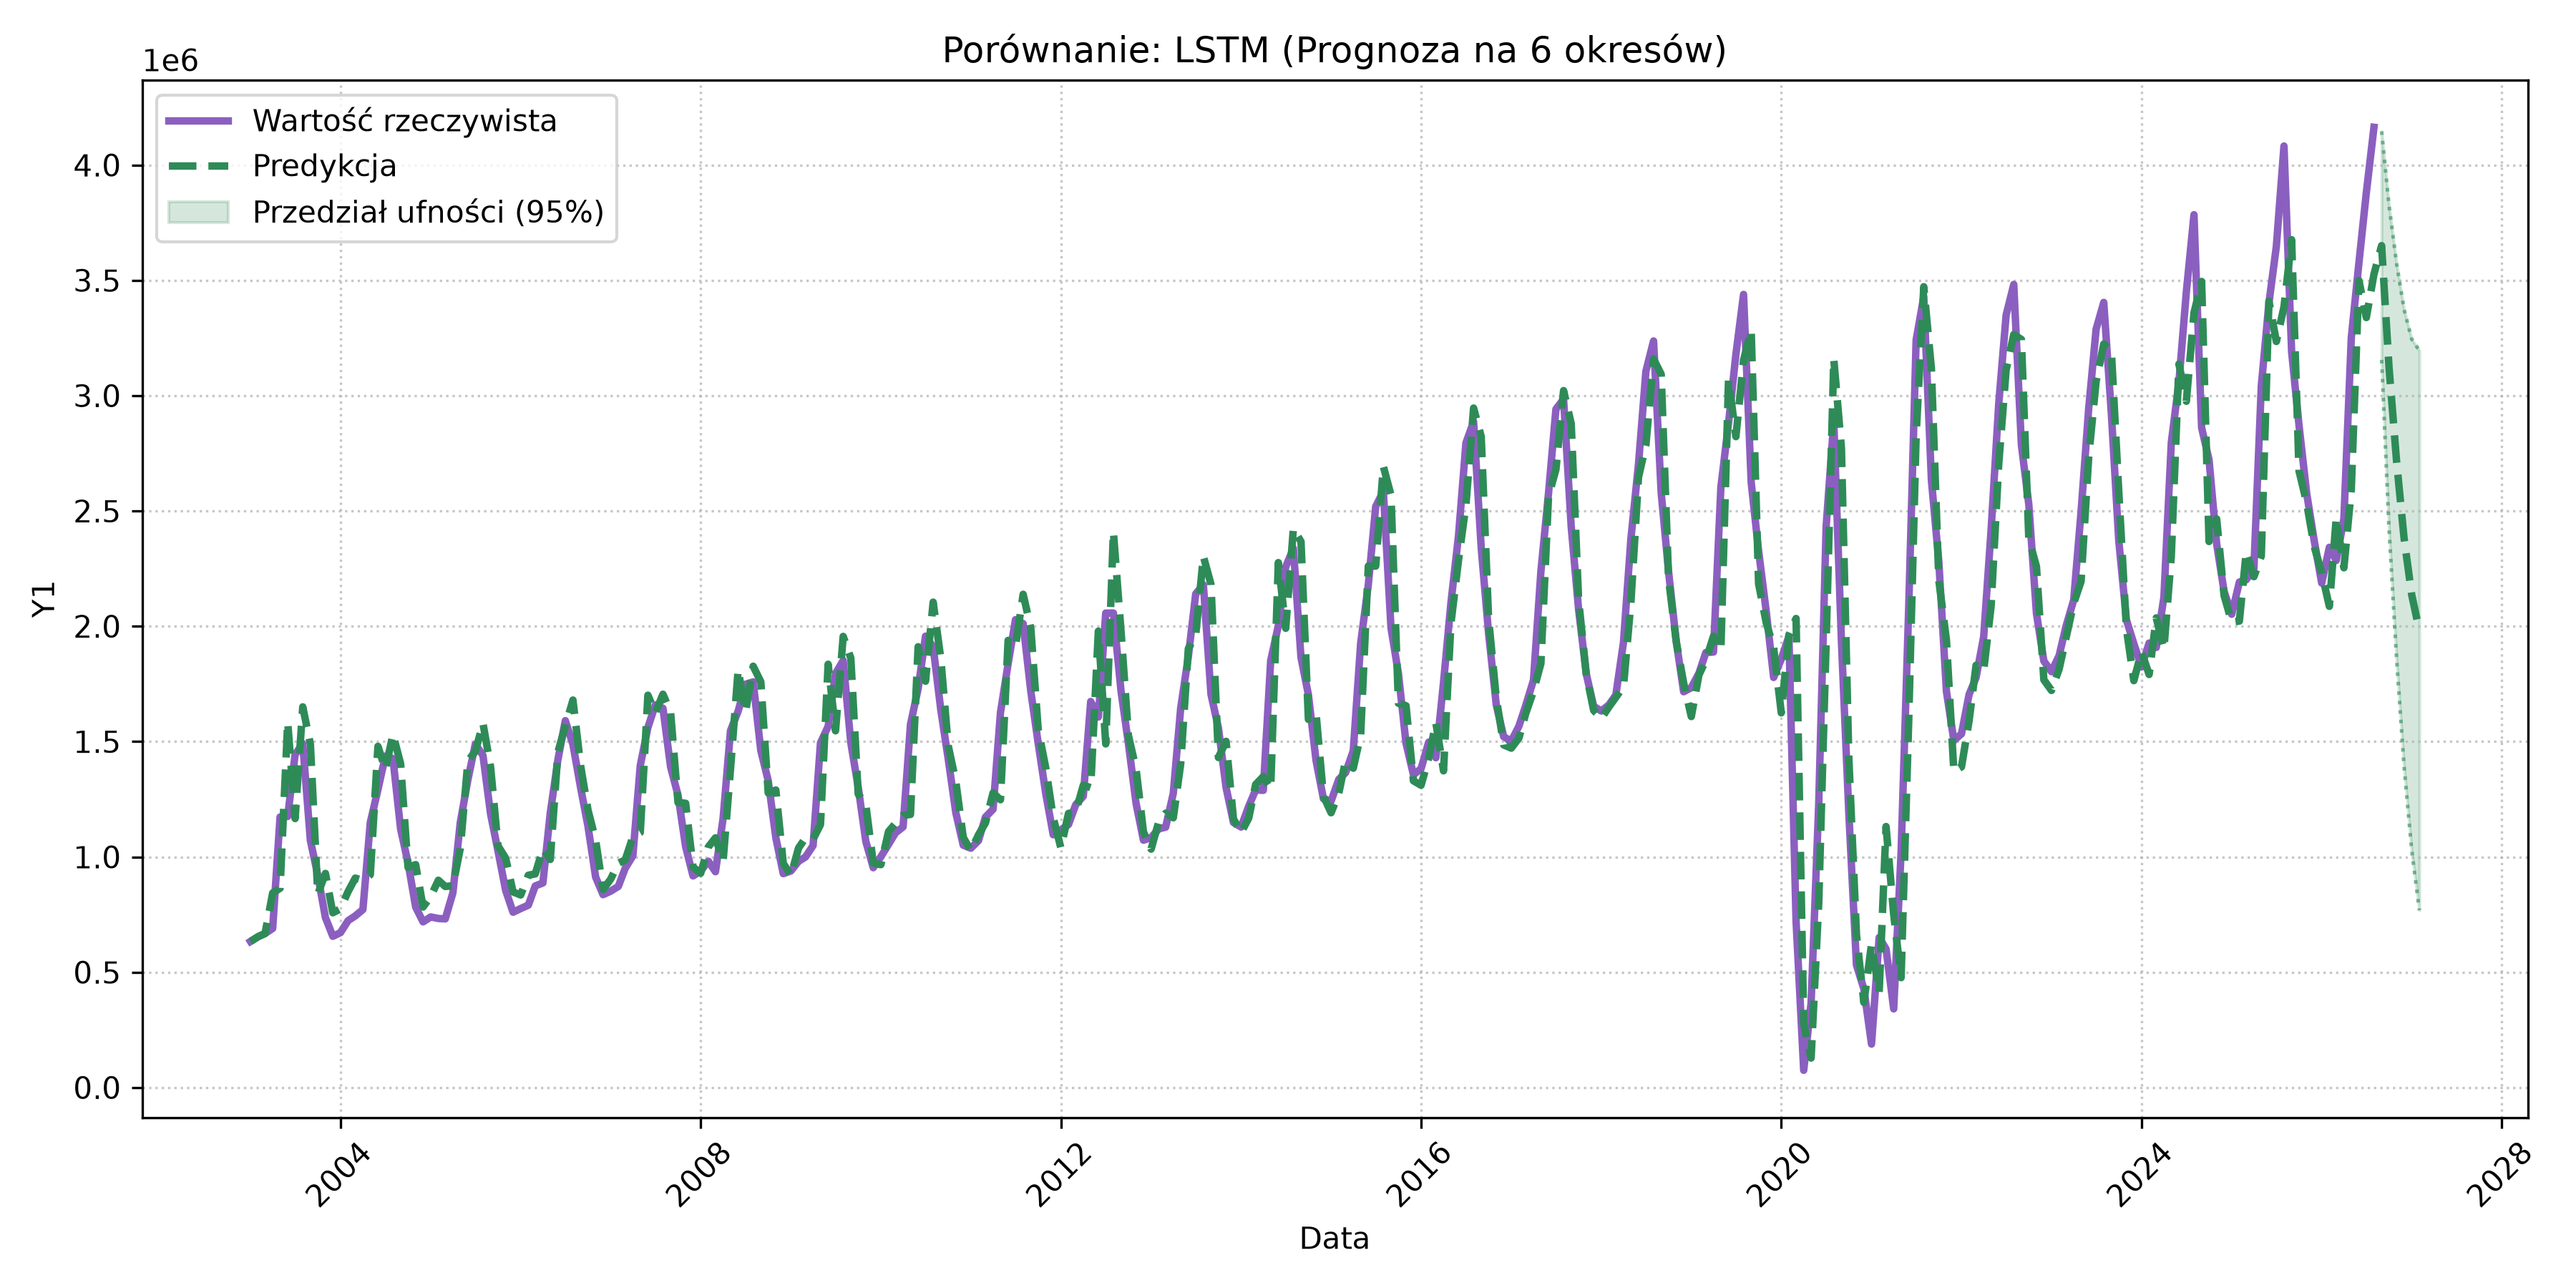 Porównanie: LSTM (Prognoza na 6 okresów)
1e6
Wartość rzeczywista
Predykcja
Przedział ufności (95%)
4.0
3.5
3.0
2.5
2.0
1.5
1.0
0.5
0.0
Y1
2004
2008
2012
2016
2020
2024
2028
Data